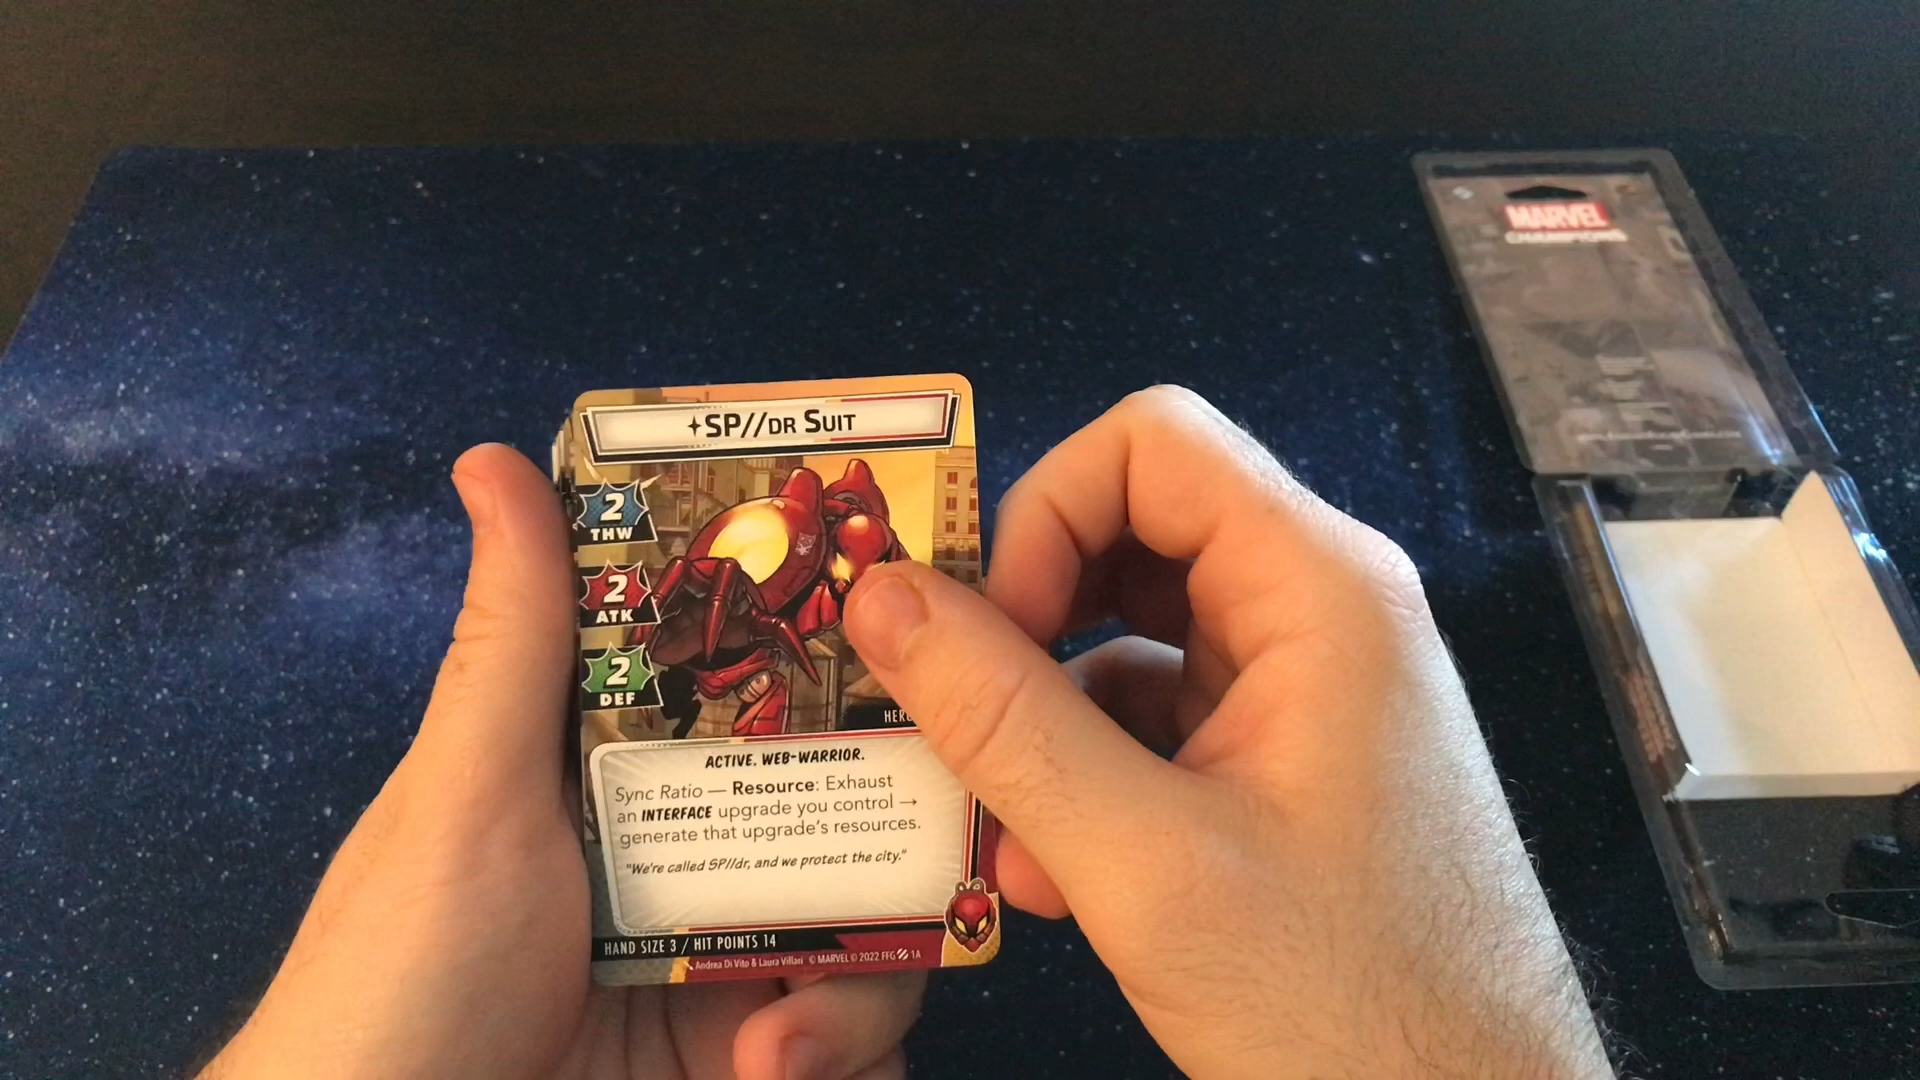 SP//DR SUIT
2
THW
2
ATK
2
DEF
HERO
ACTIVE. WEB-WARRIOR.
Sync Ratio — Resource: Exhaust
an INTERFACE upgrade you control →
generate that upgrade's resources.
"We're called SP//dr, and we protect the city."
HAND SIZE 3 / HIT POINTS 14
Andrea Di Vito & Laura Villari © MARVEL © 2022 FFG 1A
MARVEL
CHAMPIONS